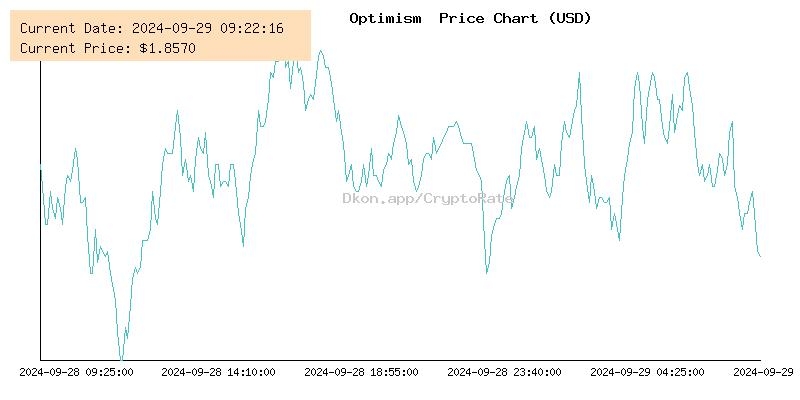 Optimism  Price Chart (USD)
Current Date: 2024-09-29 09:22:16
Current Price: $1.8570
Dkon.app/CryptoRate
2024-09-28 09:25:00 2024-09-28 14:10:00 2024-09-28 18:55:00 2024-09-28 23:40:00 2024-09-29 04:25:00 2024-09-29